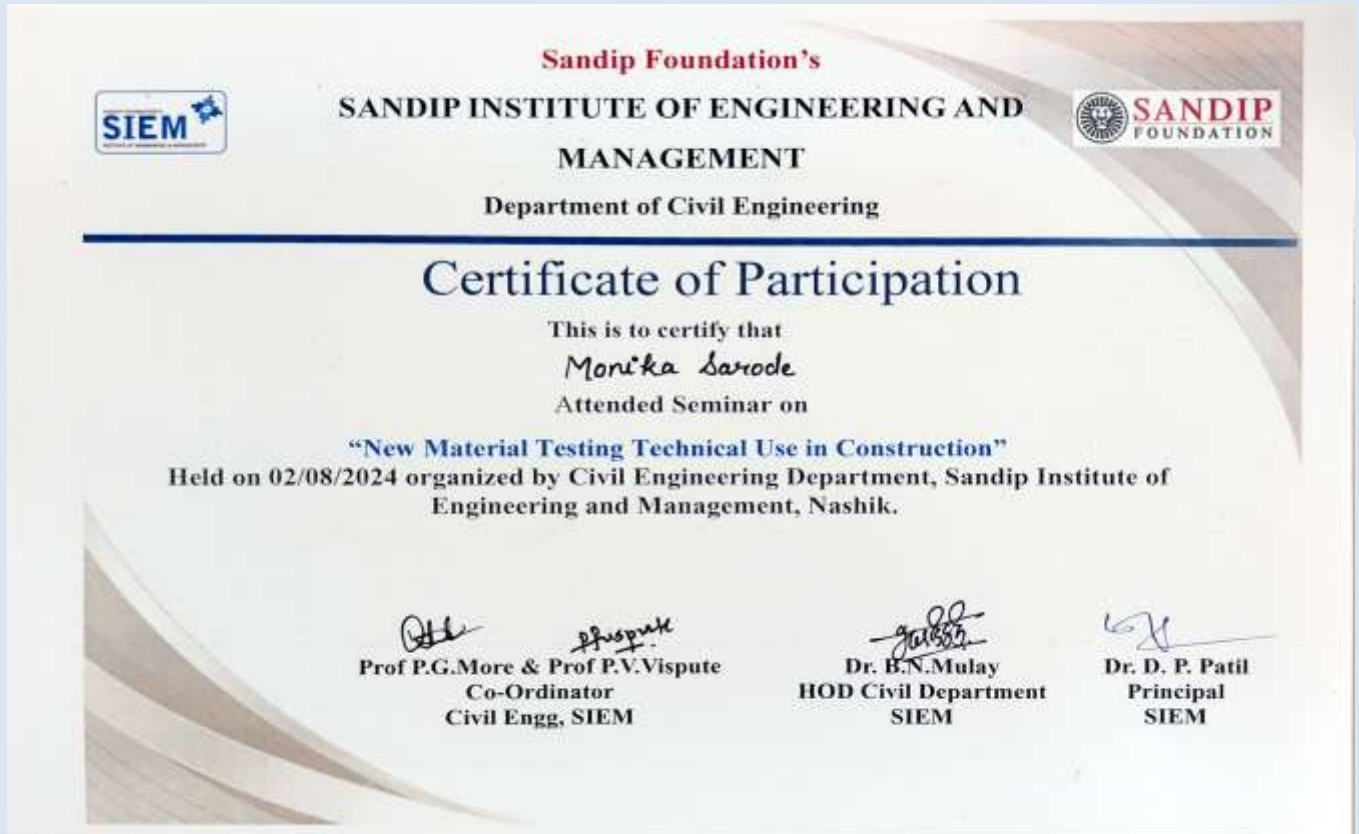 Sandip Foundation's
SANDIP INSTITUTE OF ENGINEERING AND
MANAGEMENT
Department of Civil Engineering
SIEM
SANDIP
FOUNDATION
Certificate of Participation
This is to certify that
Monika Sarode
Attended Seminar on
“New Material Testing Technical Use in Construction”
Held on 02/08/2024 organized by Civil Engineering Department, Sandip Institute of
Engineering and Management, Nashik.
Prof P.G.More & Prof P.V.Vispute
Co-Ordinator
Civil Engg, SIEM
Dr. B.N.Mulay
HOD Civil Department
SIEM
Dr. D. P. Patil
Principal
SIEM